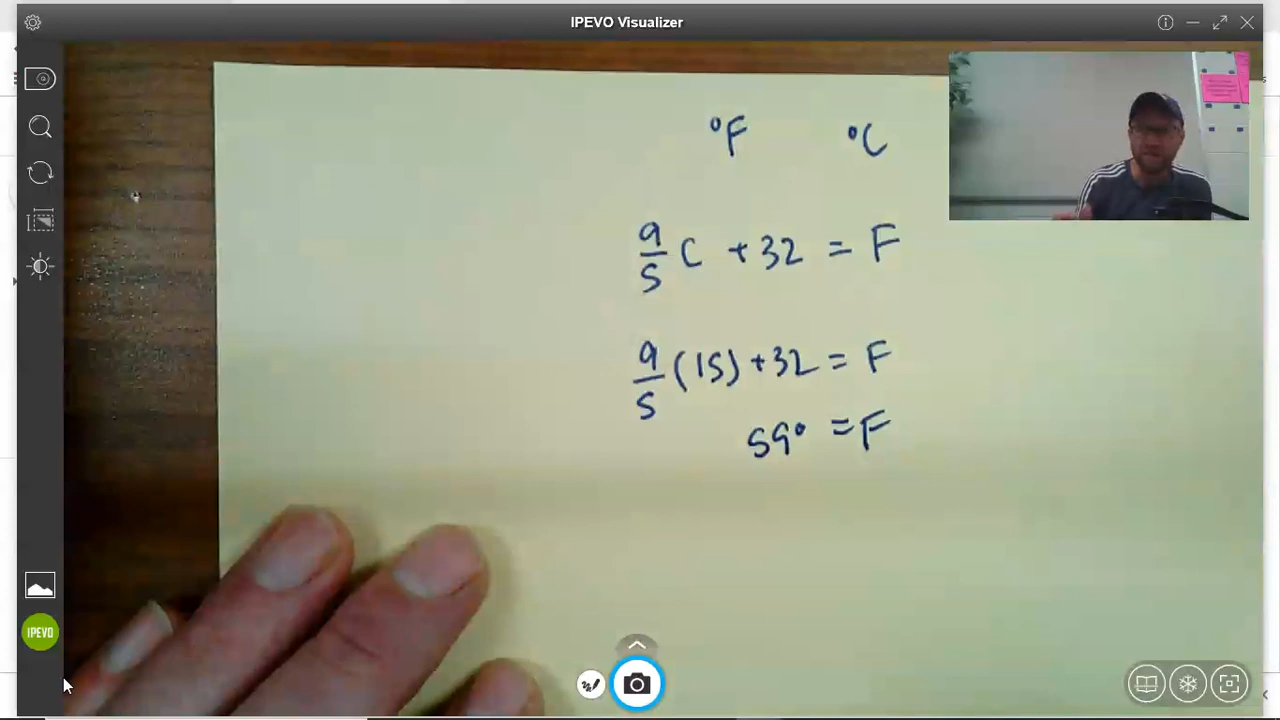 IPEVO Visualizer
°F °C
9/5 C + 32 = F
9/5 (15) + 32 = F
59° = F
IPEVO